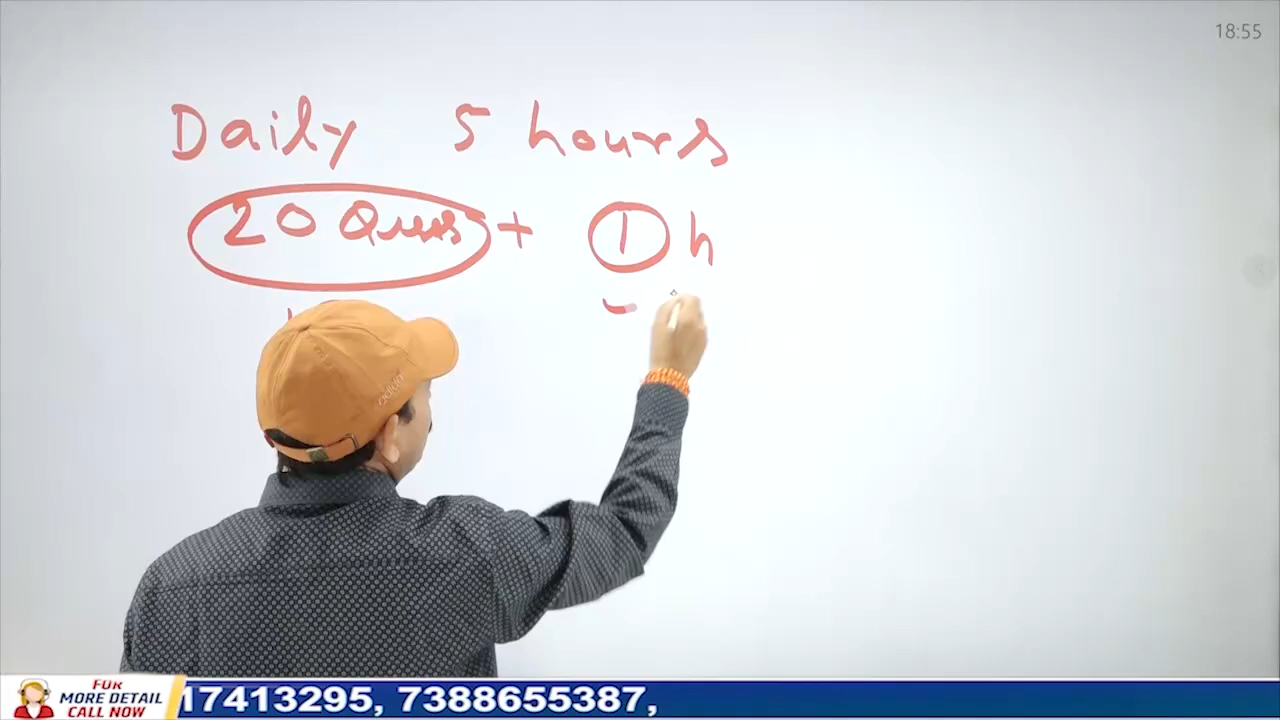 18:55
Daily 5 hours
20 Ques + 1 h
FOR
MORE DETAIL
CALL NOW
17413295, 7388655387,